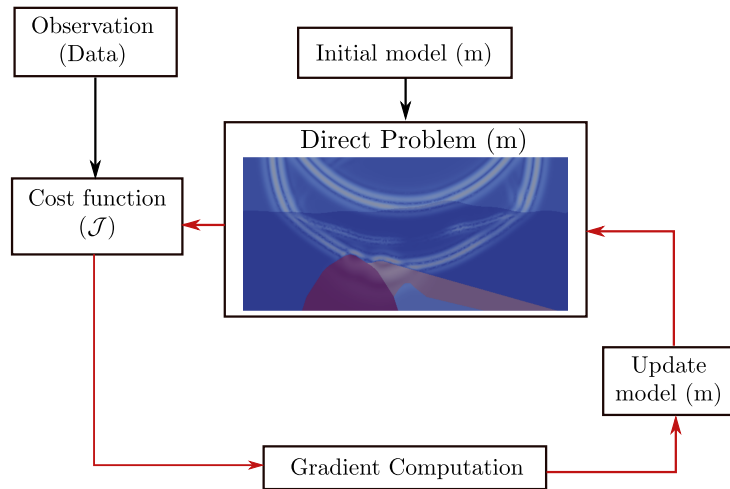 Observation
(Data)
Initial model (m)
Direct Problem (m)
Cost function
(𝒥)
Update
model (m)
Gradient Computation